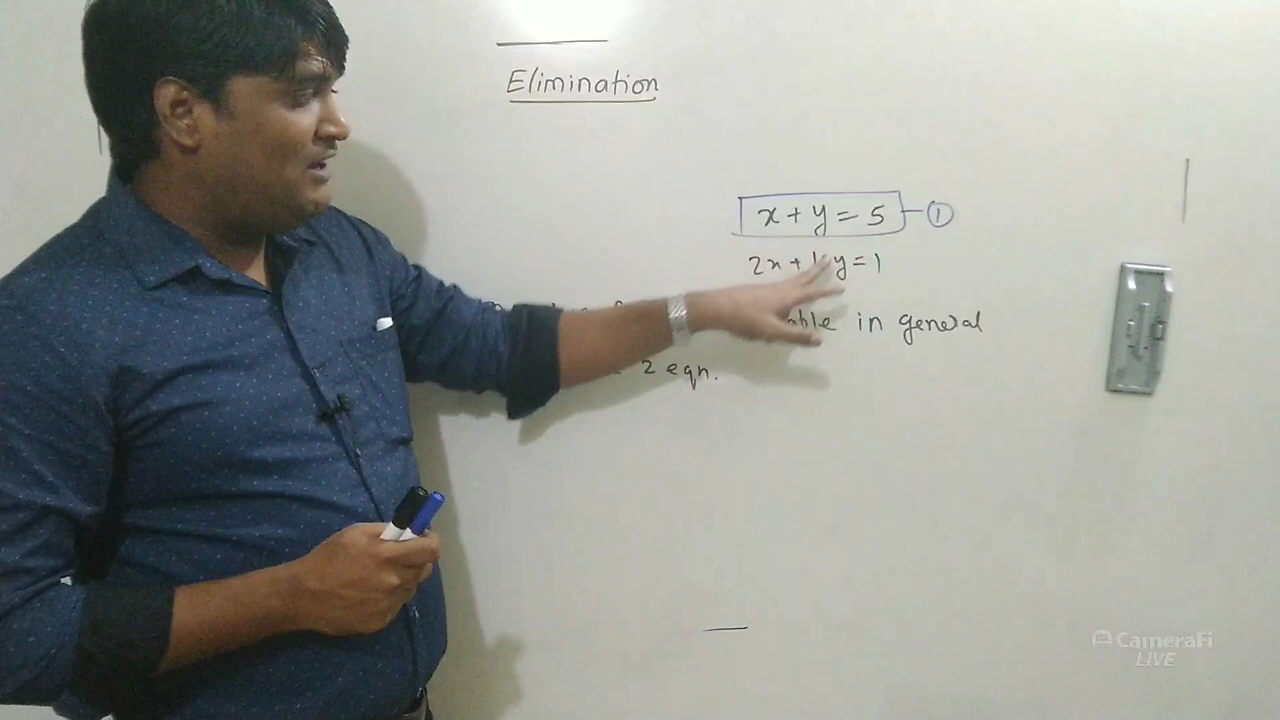 Elimination
x + y = 5 - ①
2x + y = 1
in general
2 eqn.
CameraFi
LIVE